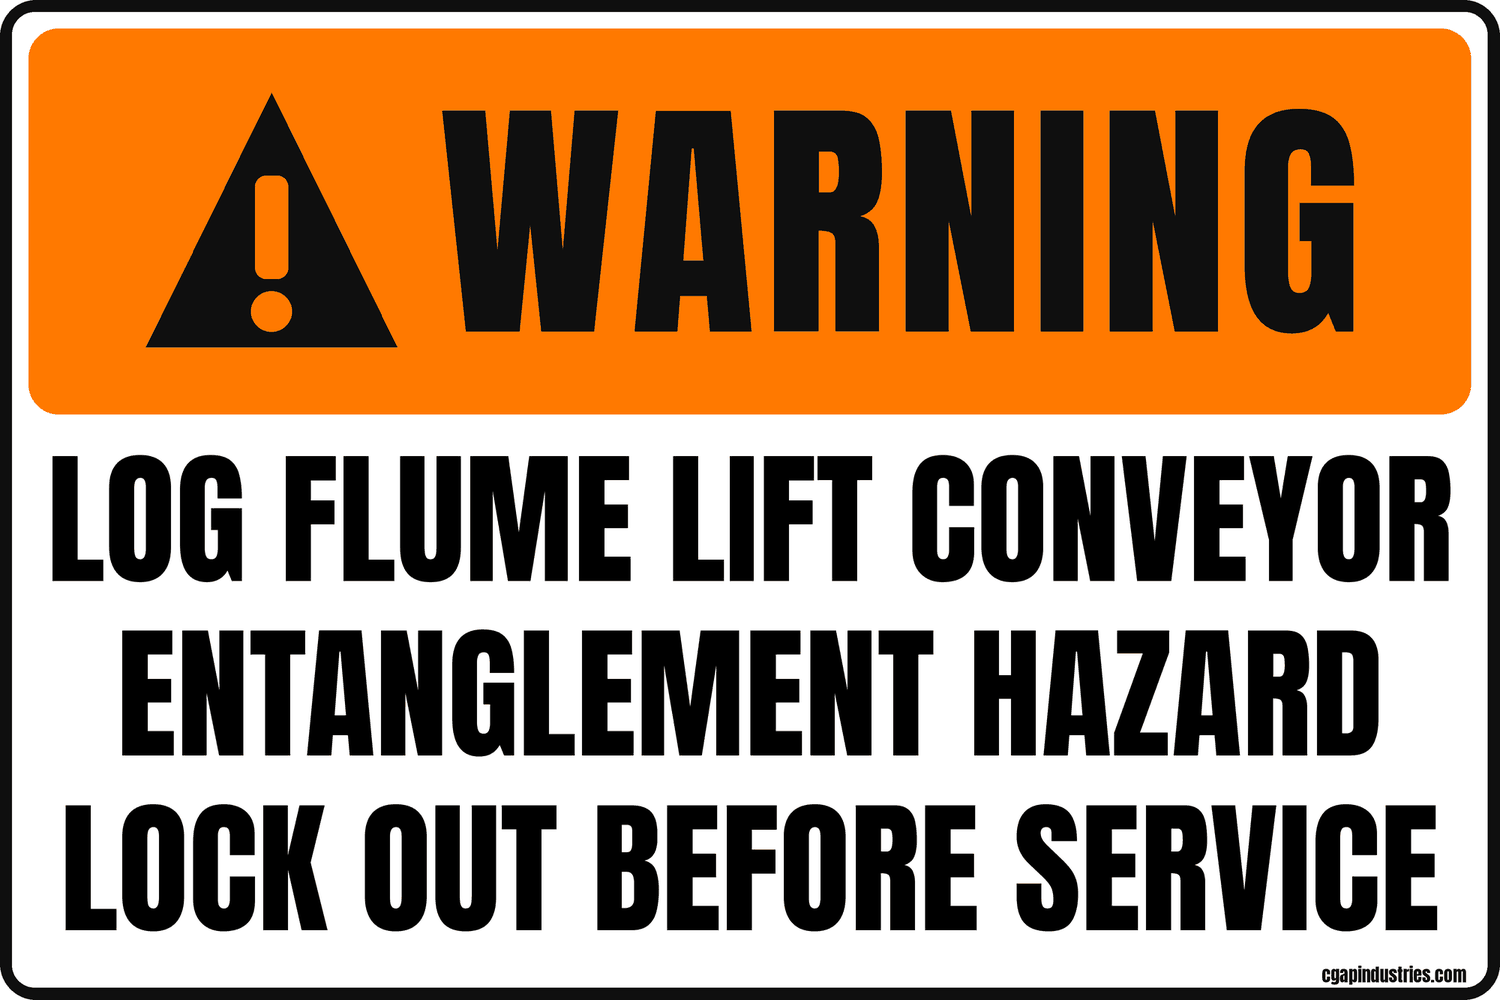 WARNING
LOG FLUME LIFT CONVEYOR
ENTANGLEMENT HAZARD
LOCK OUT BEFORE SERVICE
cgapindustries.com